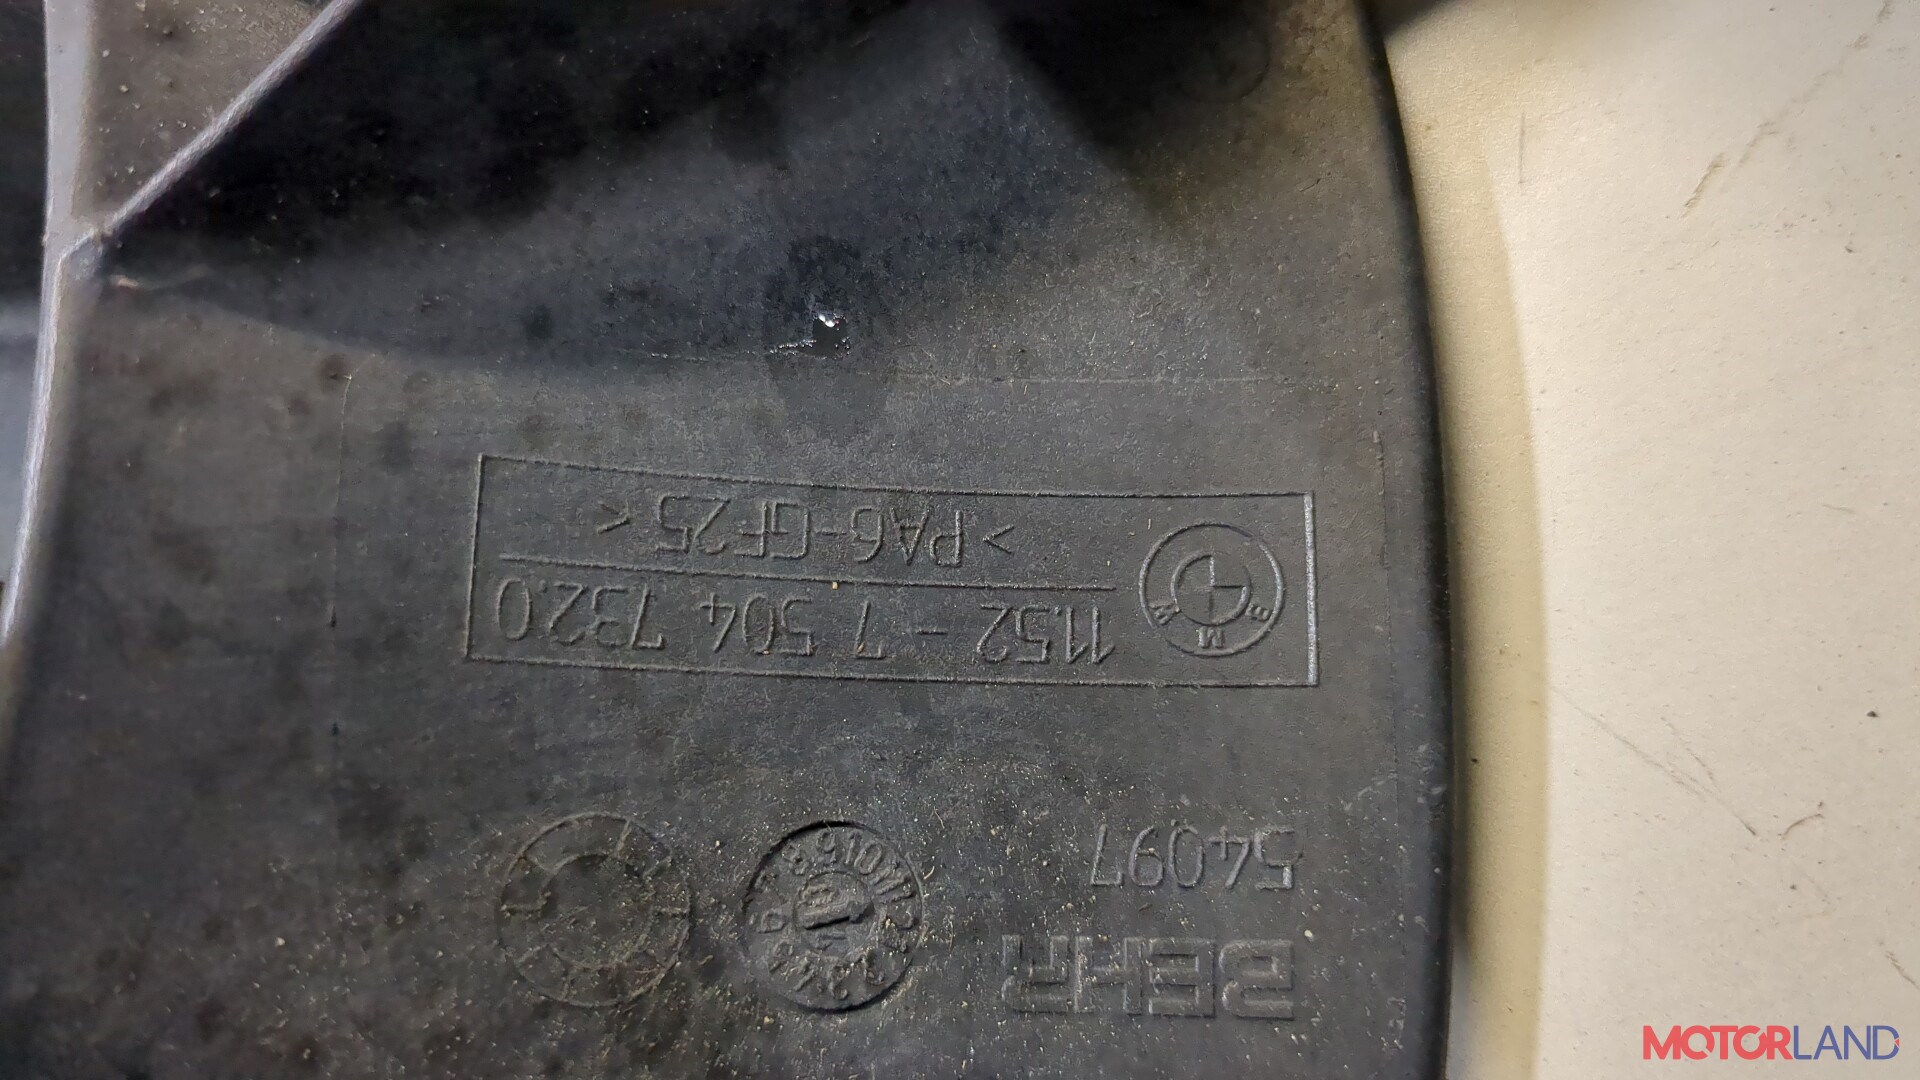 BEHR
54097
BMW
11.52 - 7 504 732.0
> PA6-GF25 <
MOTORLAND